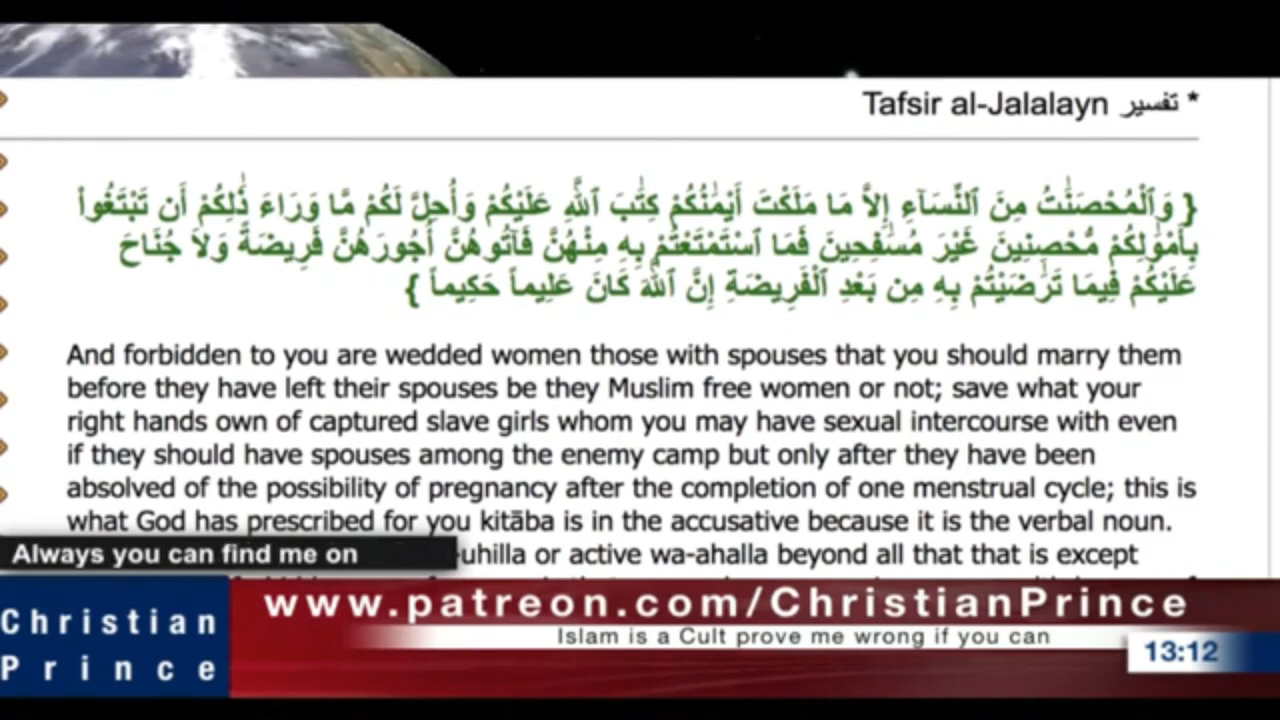 Tafsir al-Jalalayn تفسير *
{ وَٱلْمُحْصَنَٰتُ مِنَ ٱلنِّسَآءِ إِلاَّ مَا مَلَكْتَ أَيْمَٰنُكُمْ كِتَٰبَ ٱللَّهِ عَلَيْكُمْ وَأُحِلَّ لَكُمْ مَّا وَرَاءَ ذَٰلِكُمْ أَن تَبْتَغُواْ
بِأَمْوَٰلِكُمْ مُّحْصِنِينَ غَيْرَ مُسَٰفِحِينَ فَمَا ٱسْتَمْتَعْتُمْ بِهِ مِنْهُنَّ فَآتُوهُنَّ أُجُورَهُنَّ فَرِيضَةً وَلاَ جُنَاحَ
عَلَيْكُمْ فِيمَا تَرَٰضَيْتُمْ بِهِ مِن بَعْدِ ٱلْفَرِيضَةِ إِنَّ ٱللَّهَ كَانَ عَلِيماً حَكِيماً }
And forbidden to you are wedded women those with spouses that you should marry them
before they have left their spouses be they Muslim free women or not; save what your
right hands own of captured slave girls whom you may have sexual intercourse with even
if they should have spouses among the enemy camp but only after they have been
absolved of the possibility of pregnancy after the completion of one menstrual cycle; this is
what God has prescribed for you kitāba is in the accusative because it is the verbal noun.
-uhilla or active wa-ahalla beyond all that that is except
Always you can find me on
www.patreon.com/ChristianPrince
Christian
Prince
Islam is a Cult prove me wrong if you can
13:12